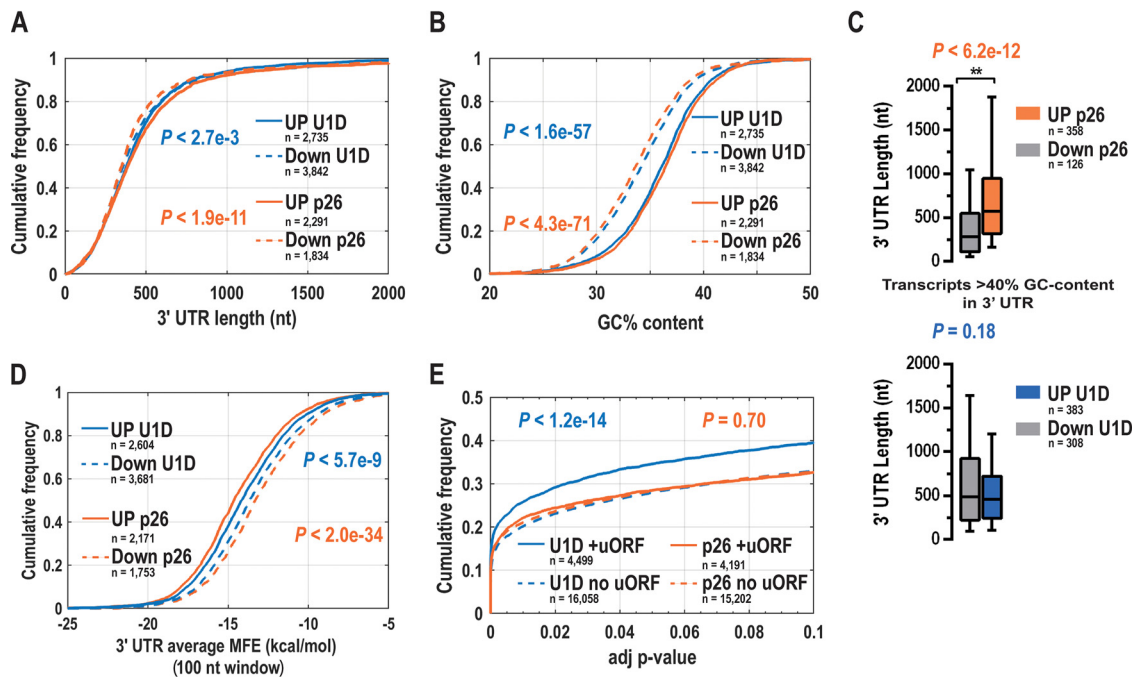 A
Cumulative frequency
1
0.8
0.6
0.4
0.2
0
0
500
1000
1500
2000
3' UTR length (nt)
P < 2.7e-3
P < 1.9e-11
UP U1D
n = 2,735
Down U1D
n = 3,842
UP p26
n = 2,291
Down p26
n = 1,834
B
Cumulative frequency
1
0.8
0.6
0.4
0.2
0
20
30
40
50
GC% content
P < 1.6e-57
P < 4.3e-71
UP U1D
n = 2,735
Down U1D
n = 3,842
UP p26
n = 2,291
Down p26
n = 1,834
C
P < 6.2e-12
**
3' UTR Length (nt)
2000
1500
1000
500
0
UP p26
n = 358
Down p26
n = 126
Transcripts >40% GC-content
in 3' UTR
P = 0.18
3' UTR Length (nt)
2000
1500
1000
500
0
UP U1D
n = 383
Down U1D
n = 308
D
Cumulative frequency
1
0.8
0.6
0.4
0.2
0
-25
-20
-15
-10
-5
3' UTR average MFE (kcal/mol)
(100 nt window)
UP U1D
n = 2,604
Down U1D
n = 3,681
UP p26
n = 2,171
Down p26
n = 1,753
P < 5.7e-9
P < 2.0e-34
E
Cumulative frequency
0.5
0.4
0.3
0.2
0.1
0
0
0.02
0.04
0.06
0.08
0.1
adj p-value
P < 1.2e-14
P = 0.70
U1D +uORF
n = 4,499
U1D no uORF
n = 16,058
p26 +uORF
n = 4,191
p26 no uORF
n = 15,202